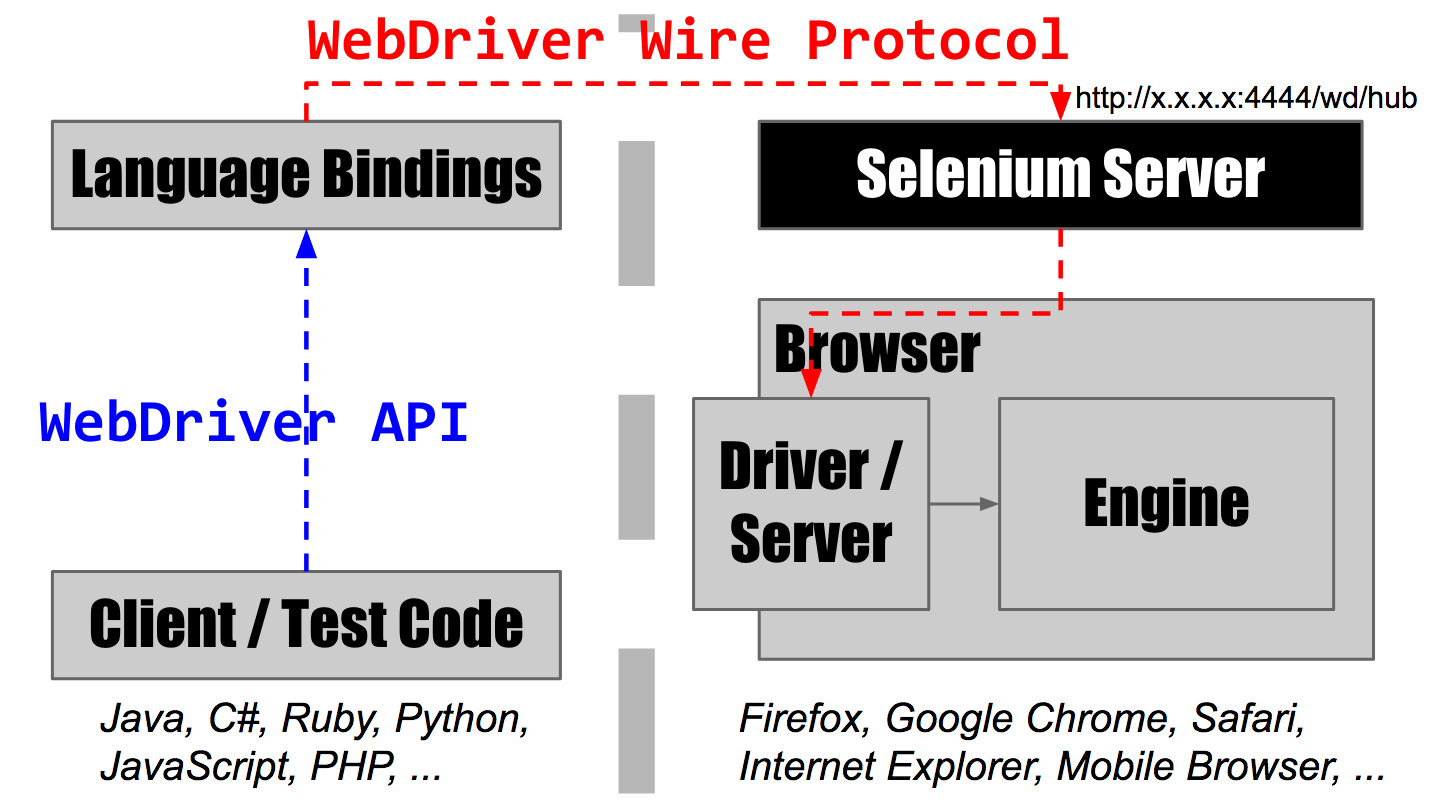 WebDriver Wire Protocol
http://x.x.x.x:4444/wd/hub
Language Bindings
Selenium Server
Browser
WebDriver API
Driver /
Server
Engine
Client / Test Code
Java, C#, Ruby, Python,
JavaScript, PHP, ...
Firefox, Google Chrome, Safari,
Internet Explorer, Mobile Browser, ...